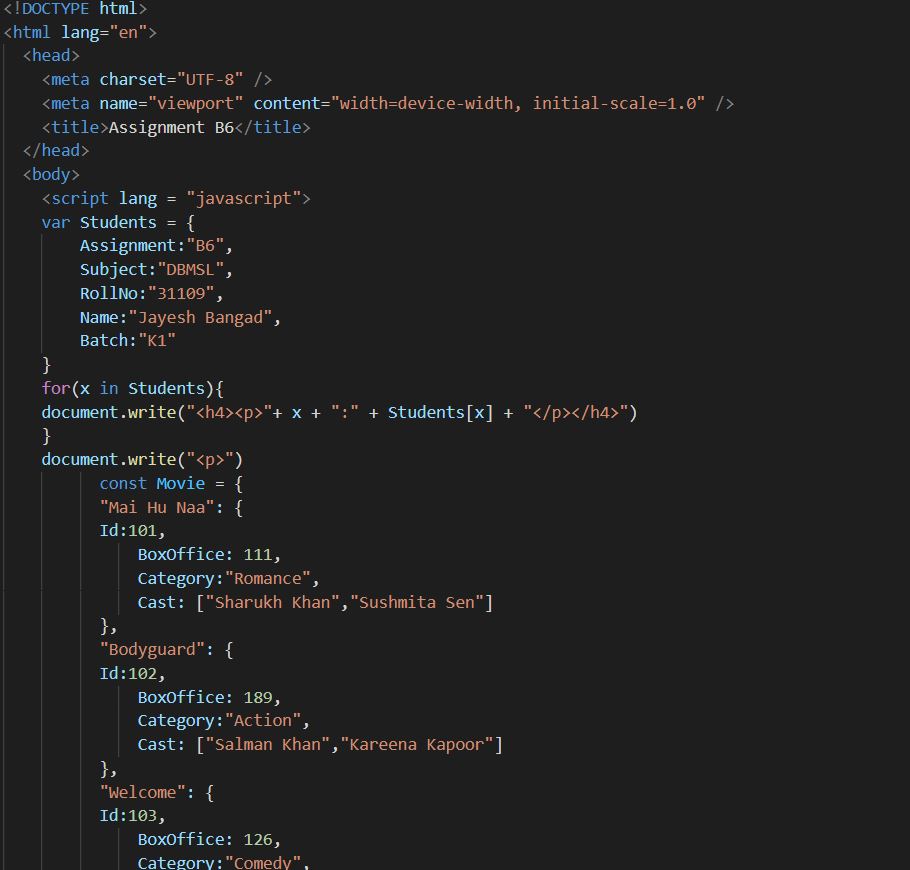 <!DOCTYPE html>
<html lang="en">
<head>
<meta charset="UTF-8" />
<meta name="viewport" content="width=device-width, initial-scale=1.0" />
<title>Assignment B6</title>
</head>
<body>
<script lang = "javascript">
var Students = {
Assignment:"B6",
Subject:"DBMSL",
RollNo:"31109",
Name:"Jayesh Bangad",
Batch:"K1"
}
for(x in Students){
document.write("<h4><p>"+ x + ":" + Students[x] + "</p></h4>")
}
document.write("<p>")
const Movie = {
"Mai Hu Naa": {
Id:101,
BoxOffice: 111,
Category:"Romance",
Cast: ["Sharukh Khan","Sushmita Sen"]
},
"Bodyguard": {
Id:102,
BoxOffice: 189,
Category:"Action",
Cast: ["Salman Khan","Kareena Kapoor"]
},
"Welcome": {
Id:103,
BoxOffice: 126,
Category:"Comedy",